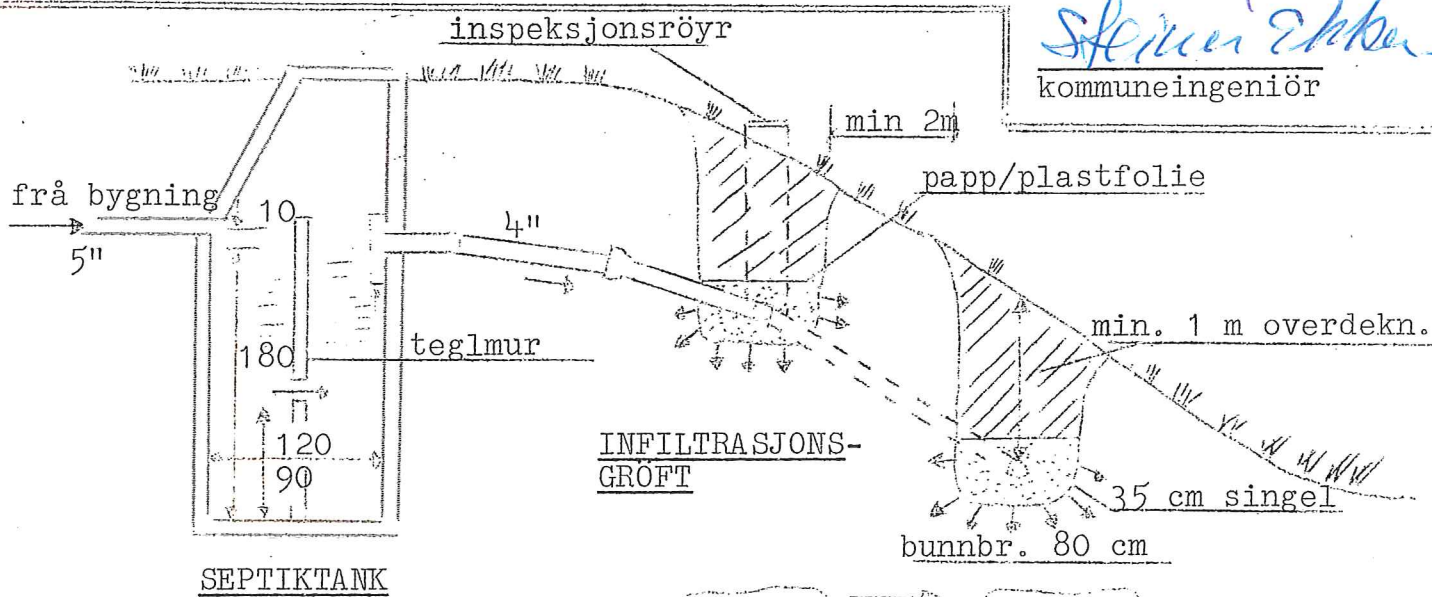 inspeksjonsröyr
kommuneingeniör
min 2m
frå bygning
papp/plastfolie
10
4"
5"
min. 1 m overdekn.
180
teglmur
120
90
INFILTRASJONS-
GRÖFT
35 cm singel
bunnbr. 80 cm
SEPTIKTANK